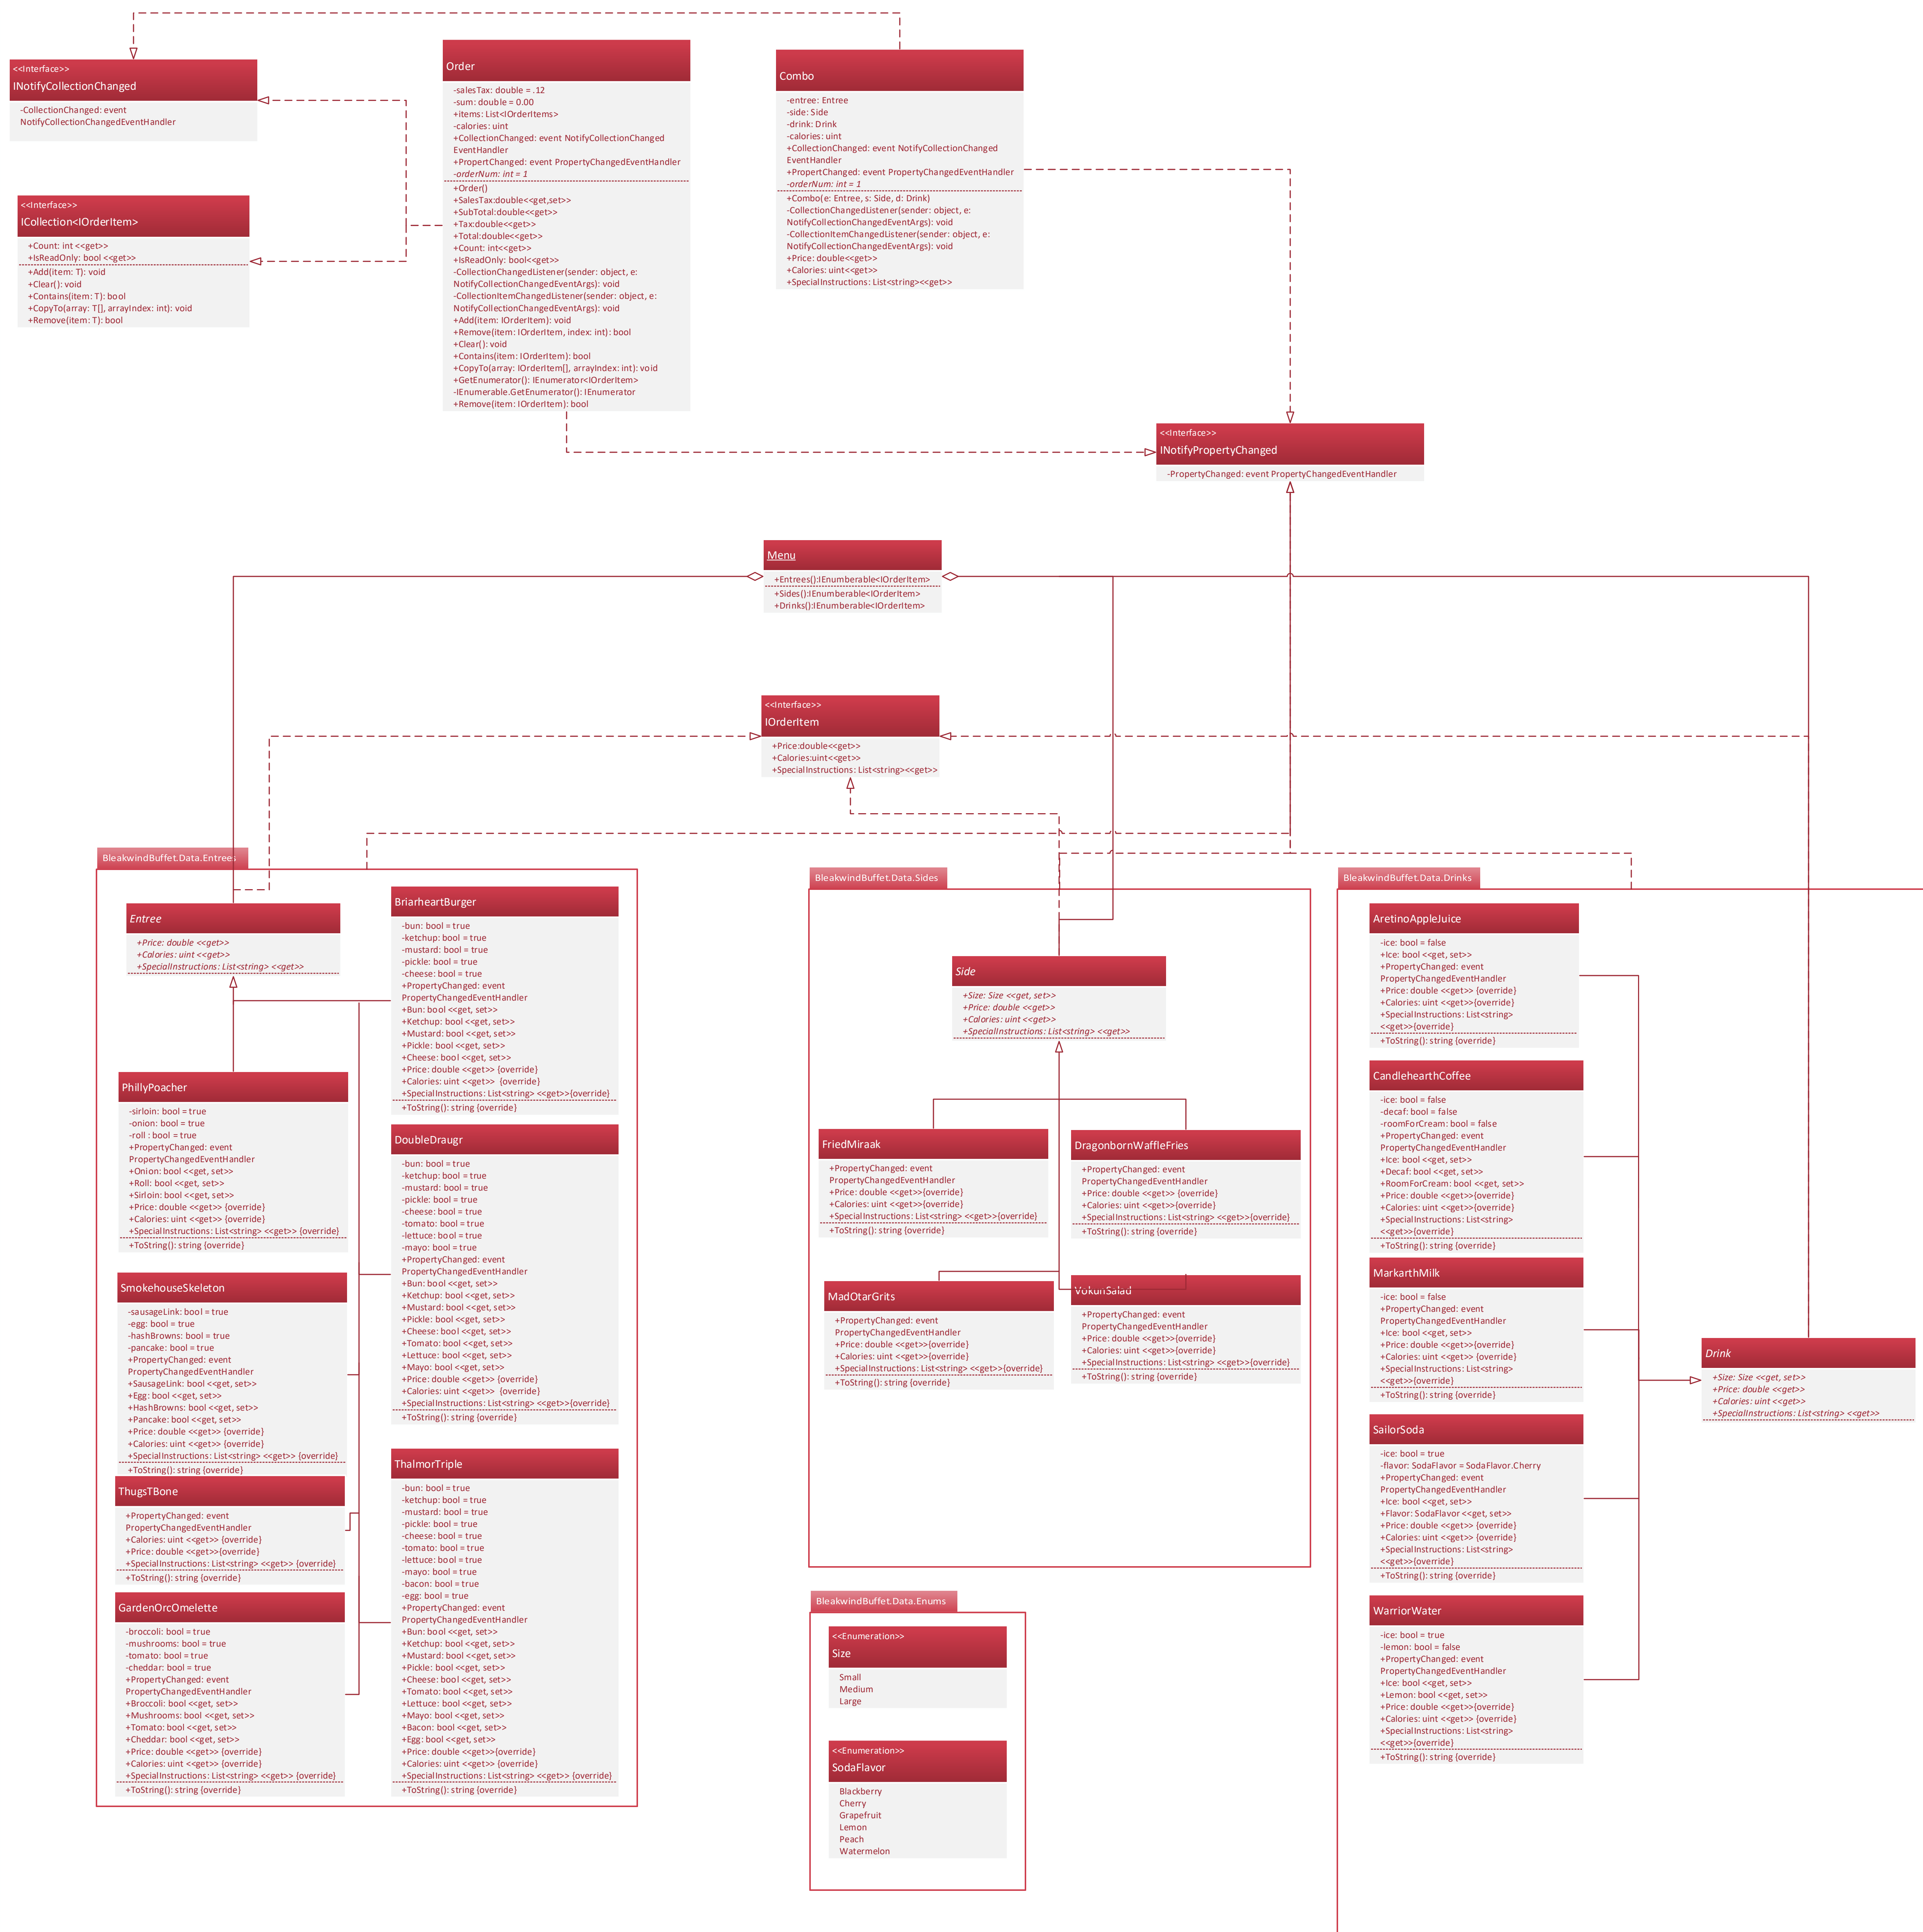 <<Interface>>
INotifyCollectionChanged
-CollectionChanged: event
NotifyCollectionChangedEventHandler
<<Interface>>
ICollection<IOrderItem>
+Count: int <<get>>
+IsReadOnly: bool <<get>>
+Add(item: T): void
+Clear(): void
+Contains(item: T): bool
+CopyTo(array: T[], arrayIndex: int): void
+Remove(item: T): bool
Order
-salesTax: double = .12
-sum: double = 0.00
+items: List<IOrderItems>
-calories: uint
+CollectionChanged: event NotifyCollectionChanged
EventHandler
+PropertChanged: event PropertyChangedEventHandler
-orderNum: int = 1
+Order()
+SalesTax:double<<get,set>>
+SubTotal:double<<get>>
+Tax:double<<get>>
+Total:double<<get>>
+Count: int<<get>>
+IsReadOnly: bool<<get>>
-CollectionChangedListener(sender: object, e:
NotifyCollectionChangedEventArgs): void
-CollectionItemChangedListener(sender: object, e:
NotifyCollectionChangedEventArgs): void
+Add(item: IOrderItem): void
+Remove(item: IOrderItem, index: int): bool
+Clear(): void
+Contains(item: IOrderItem): bool
+CopyTo(array: IOrderItem[], arrayIndex: int): void
+GetEnumerator(): IEnumerator<IOrderItem>
-IEnumerable.GetEnumerator(): IEnumerator
+Remove(item: IOrderItem): bool
Combo
-entree: Entree
-side: Side
-drink: Drink
-calories: uint
+CollectionChanged: event NotifyCollectionChanged
EventHandler
+PropertChanged: event PropertyChangedEventHandler
-orderNum: int = 1
+Combo(e: Entree, s: Side, d: Drink)
-CollectionChangedListener(sender: object, e:
NotifyCollectionChangedEventArgs): void
-CollectionItemChangedListener(sender: object, e:
NotifyCollectionChangedEventArgs): void
+Price: double<<get>>
+Calories: uint<<get>>
+SpecialInstructions: List<string><<get>>
<<Interface>>
INotifyPropertyChanged
-PropertyChanged: event PropertyChangedEventHandler
Menu
+Entrees():IEnumberable<IOrderItem>
+Sides():IEnumberable<IOrderItem>
+Drinks():IEnumberable<IOrderItem>
<<Interface>>
IOrderItem
+Price:double<<get>>
+Calories:uint<<get>>
+SpecialInstructions: List<string><<get>>
BleakwindBuffet.Data.Entrees
Entree
+Price: double <<get>>
+Calories: uint <<get>>
+SpecialInstructions: List<string> <<get>>
PhillyPoacher
-sirloin: bool = true
-onion: bool = true
-roll : bool = true
+PropertyChanged: event
PropertyChangedEventHandler
+Onion: bool <<get, set>>
+Roll: bool <<get, set>>
+Sirloin: bool <<get, set>>
+Price: double <<get>> {override}
+Calories: uint <<get>> {override}
+SpecialInstructions: List<string> <<get>> {override}
+ToString(): string {override}
SmokehouseSkeleton
-sausageLink: bool = true
-egg: bool = true
-hashBrowns: bool = true
-pancake: bool = true
+PropertyChanged: event
PropertyChangedEventHandler
+SausageLink: bool <<get, set>>
+Egg: bool <<get, set>>
+HashBrowns: bool <<get, set>>
+Pancake: bool <<get, set>>
+Price: double <<get>> {override}
+Calories: uint <<get>> {override}
+SpecialInstructions: List<string> <<get>> {override}
+ToString(): string {override}
ThugsTBone
+PropertyChanged: event
PropertyChangedEventHandler
+Calories: uint <<get>> {override}
+Price: double <<get>>{override}
+SpecialInstructions: List<string> <<get>> {override}
+ToString(): string {override}
GardenOrcOmelette
-broccoli: bool = true
-mushrooms: bool = true
-tomato: bool = true
-cheddar: bool = true
+PropertyChanged: event
PropertyChangedEventHandler
+Broccoli: bool <<get, set>>
+Mushrooms: bool <<get, set>>
+Tomato: bool <<get, set>>
+Cheddar: bool <<get, set>>
+Price: double <<get>> {override}
+Calories: uint <<get>> {override}
+SpecialInstructions: List<string> <<get>> {override}
+ToString(): string {override}
BriarheartBurger
-bun: bool = true
-ketchup: bool = true
-mustard: bool = true
-pickle: bool = true
-cheese: bool = true
+PropertyChanged: event
PropertyChangedEventHandler
+Bun: bool <<get, set>>
+Ketchup: bool <<get, set>>
+Mustard: bool <<get, set>>
+Pickle: bool <<get, set>>
+Cheese: bool <<get, set>>
+Price: double <<get>> {override}
+Calories: uint <<get>> {override}
+SpecialInstructions: List<string> <<get>>{override}
+ToString(): string {override}
DoubleDraugr
-bun: bool = true
-ketchup: bool = true
-mustard: bool = true
-pickle: bool = true
-cheese: bool = true
-tomato: bool = true
-lettuce: bool = true
-mayo: bool = true
+PropertyChanged: event
PropertyChangedEventHandler
+Bun: bool <<get, set>>
+Ketchup: bool <<get, set>>
+Mustard: bool <<get, set>>
+Pickle: bool <<get, set>>
+Cheese: bool <<get, set>>
+Tomato: bool <<get, set>>
+Lettuce: bool <<get, set>>
+Mayo: bool <<get, set>>
+Price: double <<get>> {override}
+Calories: uint <<get>> {override}
+SpecialInstructions: List<string> <<get>>{override}
+ToString(): string {override}
ThalmorTriple
-bun: bool = true
-ketchup: bool = true
-mustard: bool = true
-pickle: bool = true
-cheese: bool = true
-tomato: bool = true
-lettuce: bool = true
-mayo: bool = true
-bacon: bool = true
-egg: bool = true
+PropertyChanged: event
PropertyChangedEventHandler
+Bun: bool <<get, set>>
+Ketchup: bool <<get, set>>
+Mustard: bool <<get, set>>
+Pickle: bool <<get, set>>
+Cheese: bool <<get, set>>
+Tomato: bool <<get, set>>
+Lettuce: bool <<get, set>>
+Mayo: bool <<get, set>>
+Bacon: bool <<get, set>>
+Egg: bool <<get, set>>
+Price: double <<get>>{override}
+Calories: uint <<get>> {override}
+SpecialInstructions: List<string> <<get>> {override}
+ToString(): string {override}
BleakwindBuffet.Data.Sides
Side
+Size: Size <<get, set>>
+Price: double <<get>>
+Calories: uint <<get>>
+SpecialInstructions: List<string> <<get>>
FriedMiraak
+PropertyChanged: event
PropertyChangedEventHandler
+Price: double <<get>>{override}
+Calories: uint <<get>>{override}
+SpecialInstructions: List<string> <<get>>{override}
+ToString(): string {override}
DragonbornWaffleFries
+PropertyChanged: event
PropertyChangedEventHandler
+Price: double <<get>> {override}
+Calories: uint <<get>> {override}
+SpecialInstructions: List<string> <<get>>{override}
+ToString(): string {override}
MadOtarGrits
+PropertyChanged: event
PropertyChangedEventHandler
+Price: double <<get>>{override}
+Calories: uint <<get>>{override}
+SpecialInstructions: List<string> <<get>>{override}
+ToString(): string {override}
VokunSalad
+PropertyChanged: event
PropertyChangedEventHandler
+Price: double <<get>>{override}
+Calories: uint <<get>>{override}
+SpecialInstructions: List<string> <<get>>{override}
+ToString(): string {override}
BleakwindBuffet.Data.Enums
<<Enumeration>>
Size
Small
Medium
Large
<<Enumeration>>
SodaFlavor
Blackberry
Cherry
Grapefruit
Lemon
Peach
Watermelon
BleakwindBuffet.Data.Drinks
AretinoAppleJuice
-ice: bool = false
+Ice: bool <<get, set>>
+PropertyChanged: event
PropertyChangedEventHandler
+Price: double <<get>> {override}
+Calories: uint <<get>>{override}
+SpecialInstructions: List<string>
<<get>>{override}
+ToString(): string {override}
CandlehearthCoffee
-ice: bool = false
-decaf: bool = false
-roomForCream: bool = false
+PropertyChanged: event
PropertyChangedEventHandler
+Ice: bool <<get, set>>
+Decaf: bool <<get, set>>
+RoomForCream: bool <<get, set>>
+Price: double <<get>>{override}
+Calories: uint <<get>>{override}
+SpecialInstructions: List<string>
<<get>>{override}
+ToString(): string {override}
MarkarthMilk
-ice: bool = false
+PropertyChanged: event
PropertyChangedEventHandler
+Ice: bool <<get, set>>
+Price: double <<get>>{override}
+Calories: uint <<get>> {override}
+SpecialInstructions: List<string>
<<get>>{override}
+ToString(): string {override}
SailorSoda
-ice: bool = true
-flavor: SodaFlavor = SodaFlavor.Cherry
+PropertyChanged: event
PropertyChangedEventHandler
+Ice: bool <<get, set>>
+Flavor: SodaFlavor <<get, set>>
+Price: double <<get>> {override}
+Calories: uint <<get>> {override}
+SpecialInstructions: List<string>
<<get>>{override}
+ToString(): string {override}
WarriorWater
-ice: bool = true
-lemon: bool = false
+PropertyChanged: event
PropertyChangedEventHandler
+Ice: bool <<get, set>>
+Lemon: bool <<get, set>>
+Price: double <<get>>{override}
+Calories: uint <<get>> {override}
+SpecialInstructions: List<string>
<<get>>{override}
+ToString(): string {override}
Drink
+Size: Size <<get, set>>
+Price: double <<get>>
+Calories: uint <<get>>
+SpecialInstructions: List<string> <<get>>